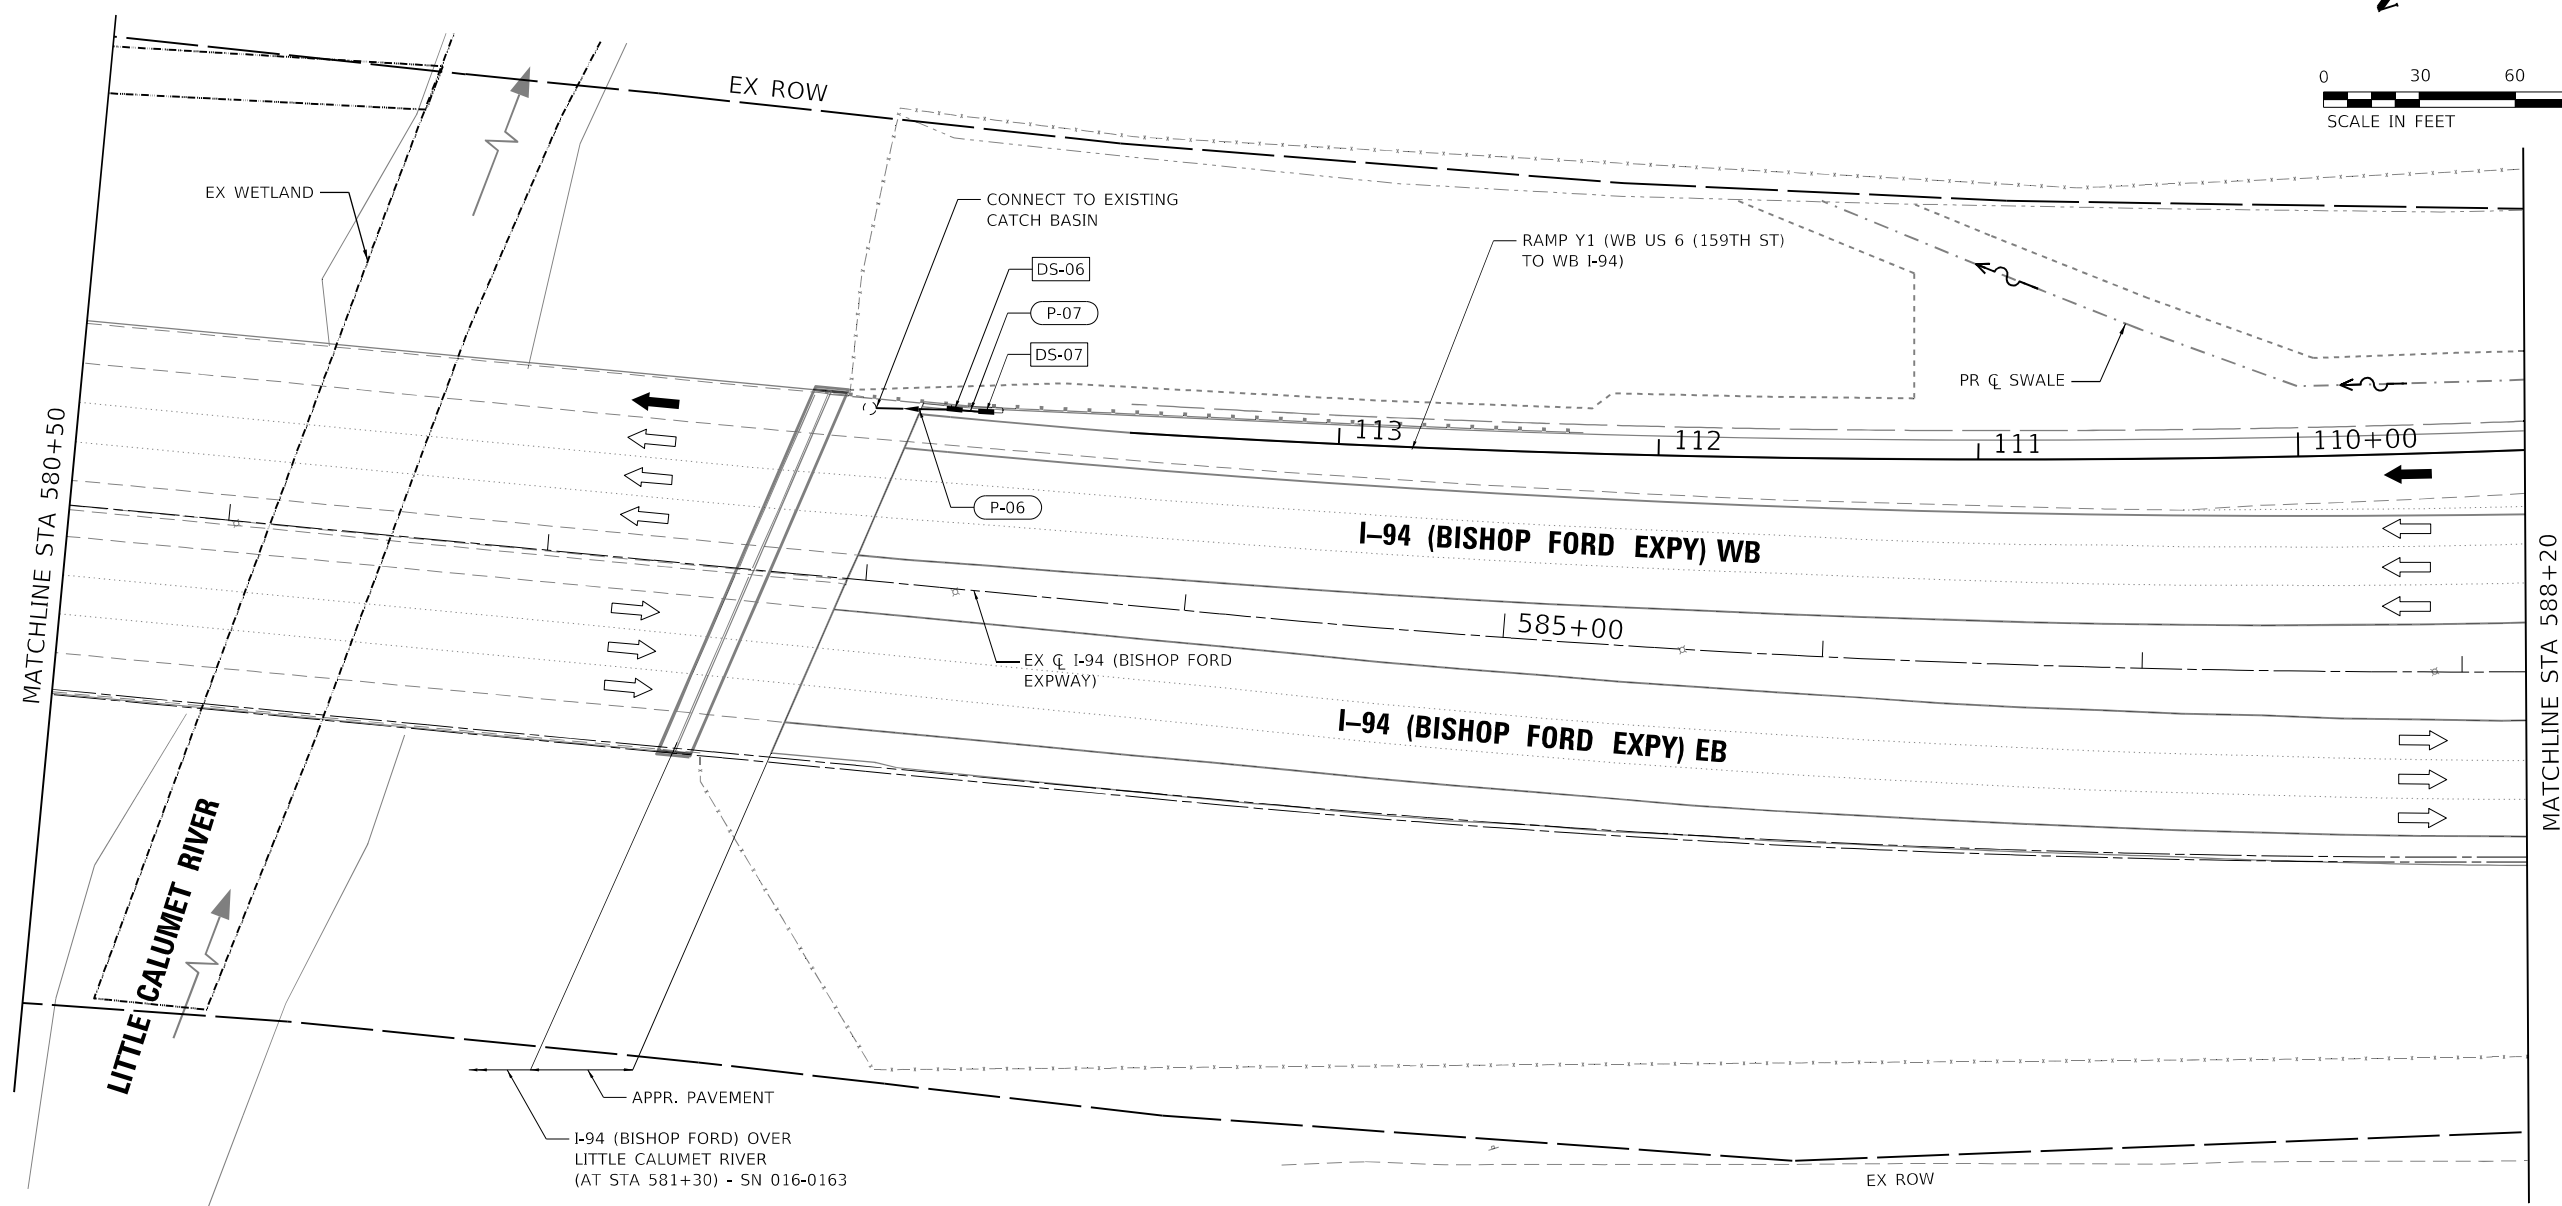 0 30 60
SCALE IN FEET
EX ROW
EX WETLAND
CONNECT TO EXISTING
CATCH BASIN
DS-06
P-07
DS-07
RAMP Y1 (WB US 6 (159TH ST)
TO WB I-94)
PR ℄ SWALE
113 112 111 110+00
P-06
MATCHLINE STA 580+50
I-94 (BISHOP FORD EXPY) WB
MATCHLINE STA 588+20
585+00
EX ℄ I-94 (BISHOP FORD
EXPWAY)
I-94 (BISHOP FORD EXPY) EB
LITTLE CALUMET RIVER
APPR. PAVEMENT
I-94 (BISHOP FORD) OVER
LITTLE CALUMET RIVER
(AT STA 581+30) - SN 016-0163
EX ROW